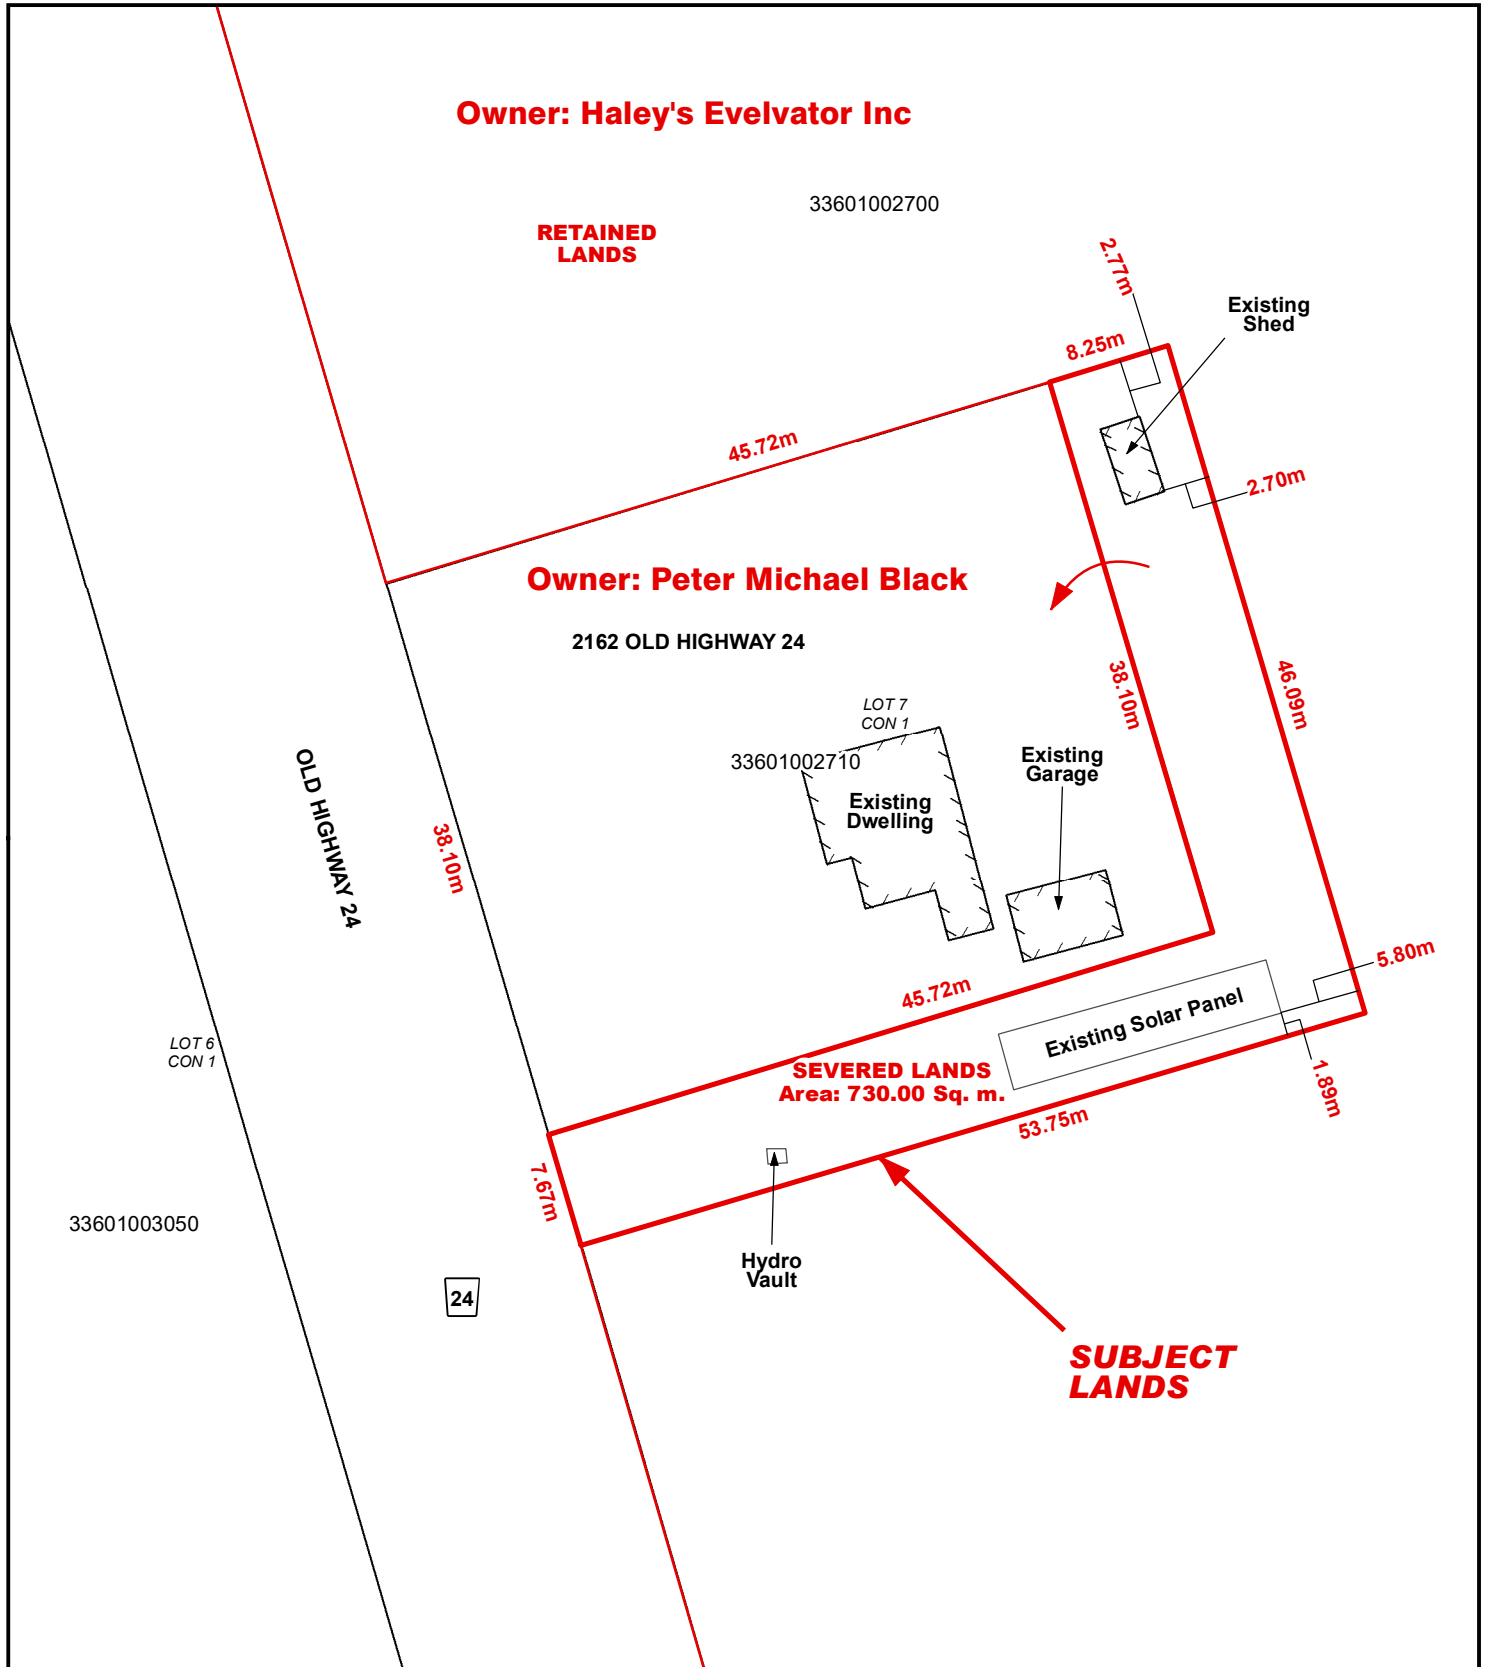 Owner: Haley's Evelvator Inc
33601002700
RETAINED
LANDS
2.77m
Existing
Shed
8.25m
45.72m
2.70m
Owner: Peter Michael Black
2162 OLD HIGHWAY 24
38.10m
46.09m
LOT 7
CON 1
33601002710
Existing
Garage
Existing
Dwelling
OLD HIGHWAY 24
38.10m
5.80m
45.72m
Existing Solar Panel
LOT 6
CON 1
SEVERED LANDS
Area: 730.00 Sq. m.
1.89m
53.75m
7.67m
33601003050
Hydro
Vault
24
SUBJECT
LANDS